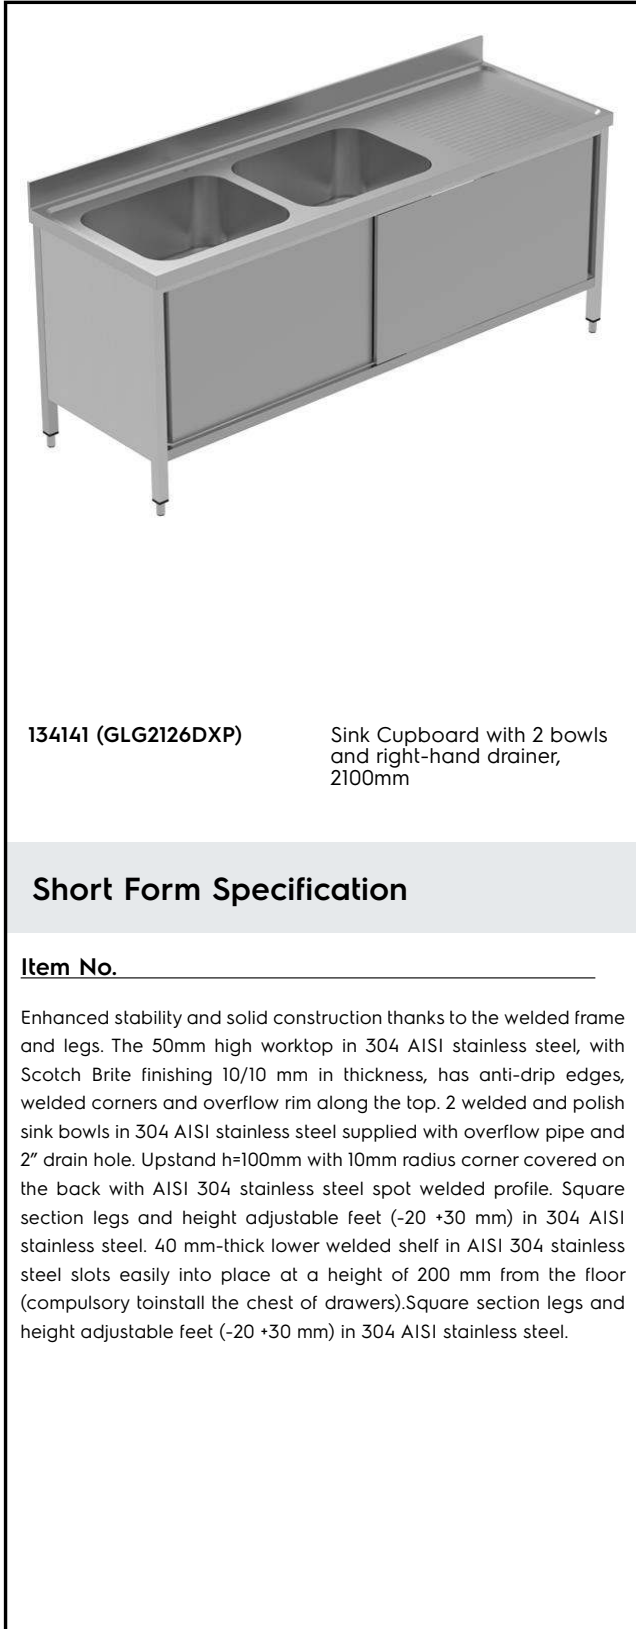 134141 (GLG2126DXP)
Sink Cupboard with 2 bowls
and right-hand drainer,
2100mm
Short Form Specification
Item No.
Enhanced stability and solid construction thanks to the welded frame
and legs. The 50mm high worktop in 304 AISI stainless steel, with
Scotch Brite finishing 10/10 mm in thickness, has anti-drip edges,
welded corners and overflow rim along the top. 2 welded and polish
sink bowls in 304 AISI stainless steel supplied with overflow pipe and
2” drain hole. Upstand h=100mm with 10mm radius corner covered on
the back with AISI 304 stainless steel spot welded profile. Square
section legs and height adjustable feet (-20 +30 mm) in 304 AISI
stainless steel. 40 mm-thick lower welded shelf in AISI 304 stainless
steel slots easily into place at a height of 200 mm from the floor
(compulsory toinstall the chest of drawers).Square section legs and
height adjustable feet (-20 +30 mm) in 304 AISI stainless steel.